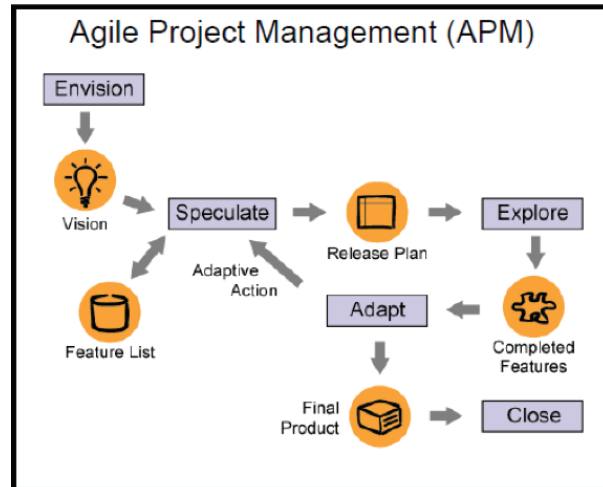 Agile Project Management (APM)
Envision
Vision
Speculate
Release Plan
Explore
Adaptive
Action
Feature List
Adapt
Completed
Features
Final
Product
Close